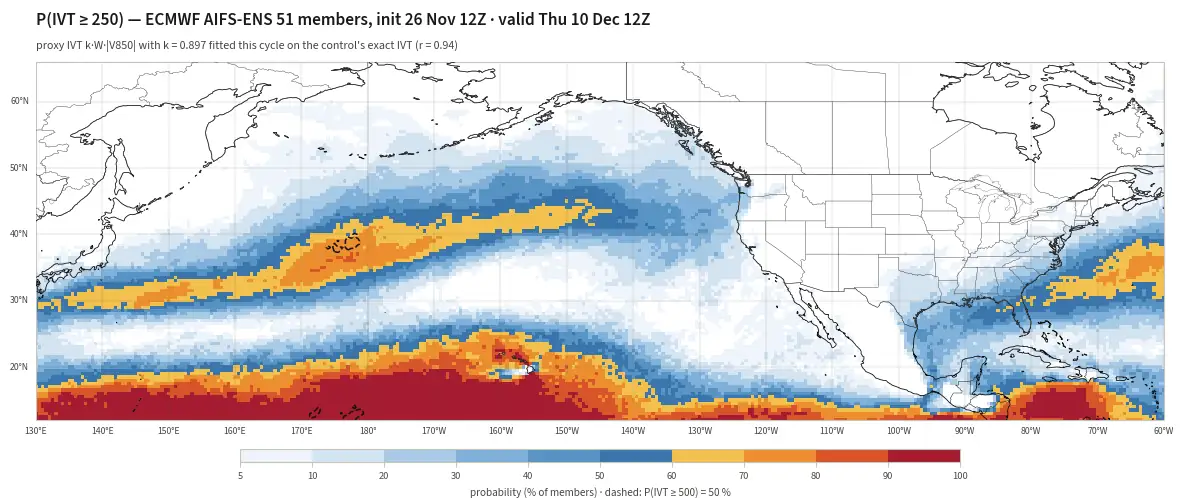 P(IVT ≥ 250) — ECMWF AIFS-ENS 51 members, init 26 Nov 12Z · valid Thu 10 Dec 12Z
proxy IVT k·W·|V850| with k = 0.897 fitted this cycle on the control's exact IVT (r = 0.94)
60°N
50°N
40°N
30°N
20°N
130°E 140°E 150°E 160°E 170°E 180° 170°W 160°W 150°W 140°W 130°W 120°W 110°W 100°W 90°W 80°W 70°W 60°W
5 10 20 30 40 50 60 70 80 90 100
probability (% of members) · dashed: P(IVT ≥ 500) = 50 %